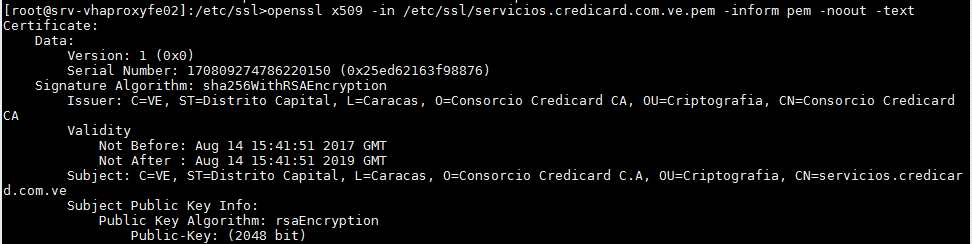 [root@srv-vhaproxyfe02]:/etc/ssl>openssl x509 -in /etc/ssl/servicios.credicard.com.ve.pem -inform pem -noout -text
Certificate:
    Data:
        Version: 1 (0x0)
        Serial Number: 170809274786220150 (0x25ed62163f98876)
    Signature Algorithm: sha256WithRSAEncryption
        Issuer: C=VE, ST=Distrito Capital, L=Caracas, O=Consorcio Credicard CA, OU=Criptografia, CN=Consorcio Credicard
CA
        Validity
            Not Before: Aug 14 15:41:51 2017 GMT
            Not After : Aug 14 15:41:51 2019 GMT
        Subject: C=VE, ST=Distrito Capital, L=Caracas, O=Consorcio Credicard C.A, OU=Criptografia, CN=servicios.credicar
d.com.ve
        Subject Public Key Info:
            Public Key Algorithm: rsaEncryption
                Public-Key: (2048 bit)